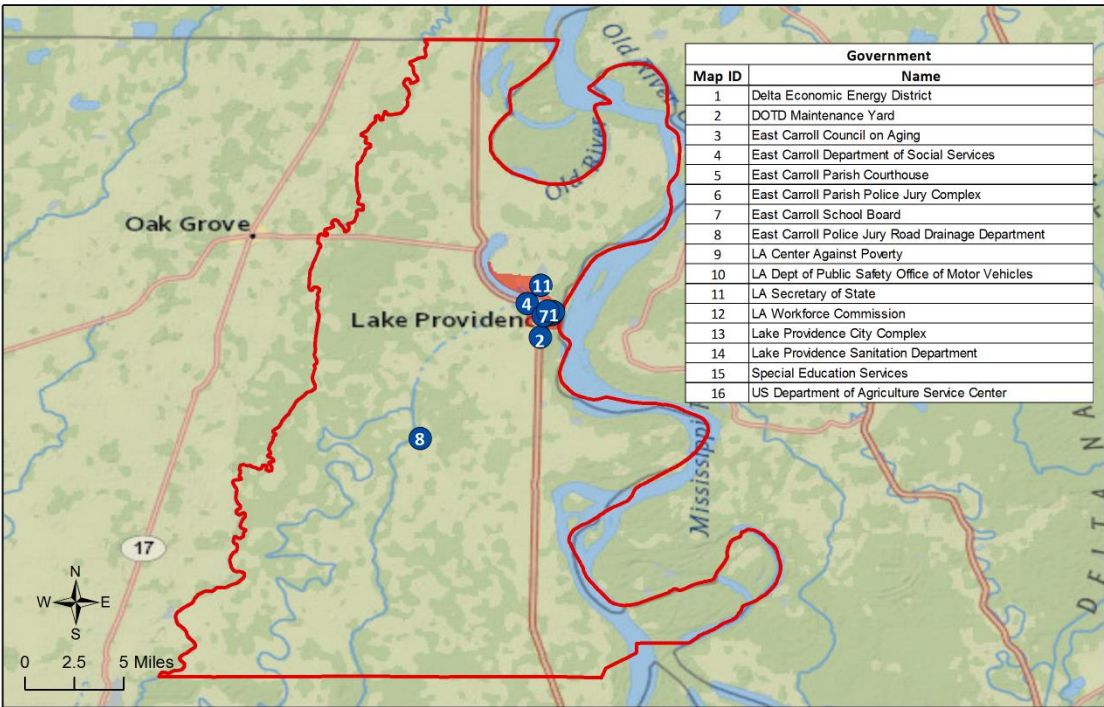 Old River
Old River
Oak Grove
11
4
Lake Providenc
71
2
8
17
Mississippi
DELTA NA
N
W E
S
0 2.5 5 Miles
Government
Map ID Name
1 Delta Economic Energy District
2 DOTD Maintenance Yard
3 East Carroll Council on Aging
4 East Carroll Department of Social Services
5 East Carroll Parish Courthouse
6 East Carroll Parish Police Jury Complex
7 East Carroll School Board
8 East Carroll Police Jury Road Drainage Department
9 LA Center Against Poverty
10 LA Dept of Public Safety Office of Motor Vehicles
11 LA Secretary of State
12 LA Workforce Commission
13 Lake Providence City Complex
14 Lake Providence Sanitation Department
15 Special Education Services
16 US Department of Agriculture Service Center